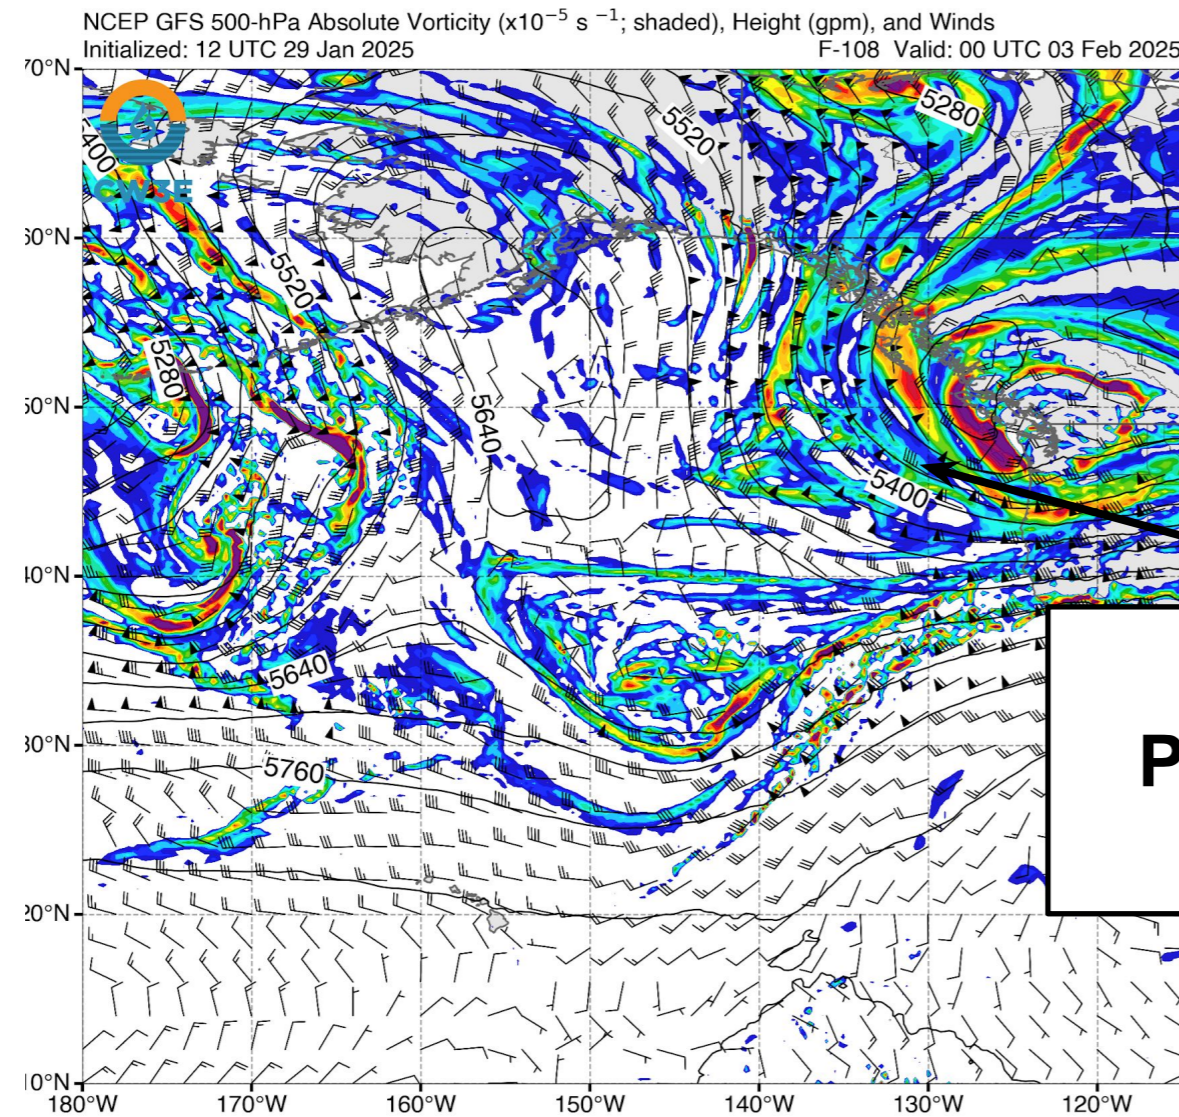 NCEP GFS 500-hPa Absolute Vorticity (x10⁻⁵ s ⁻¹; shaded), Height (gpm), and Winds
Initialized: 12 UTC 29 Jan 2025 F-108 Valid: 00 UTC 03 Feb 2025
70°N
5280
5520
400
CW3E
60°N
5520
5280
50°N
5640
5400
40°N
5640
P
30°N
5760
20°N
10°N
180°W 170°W 160°W 150°W 140°W 130°W 120°W